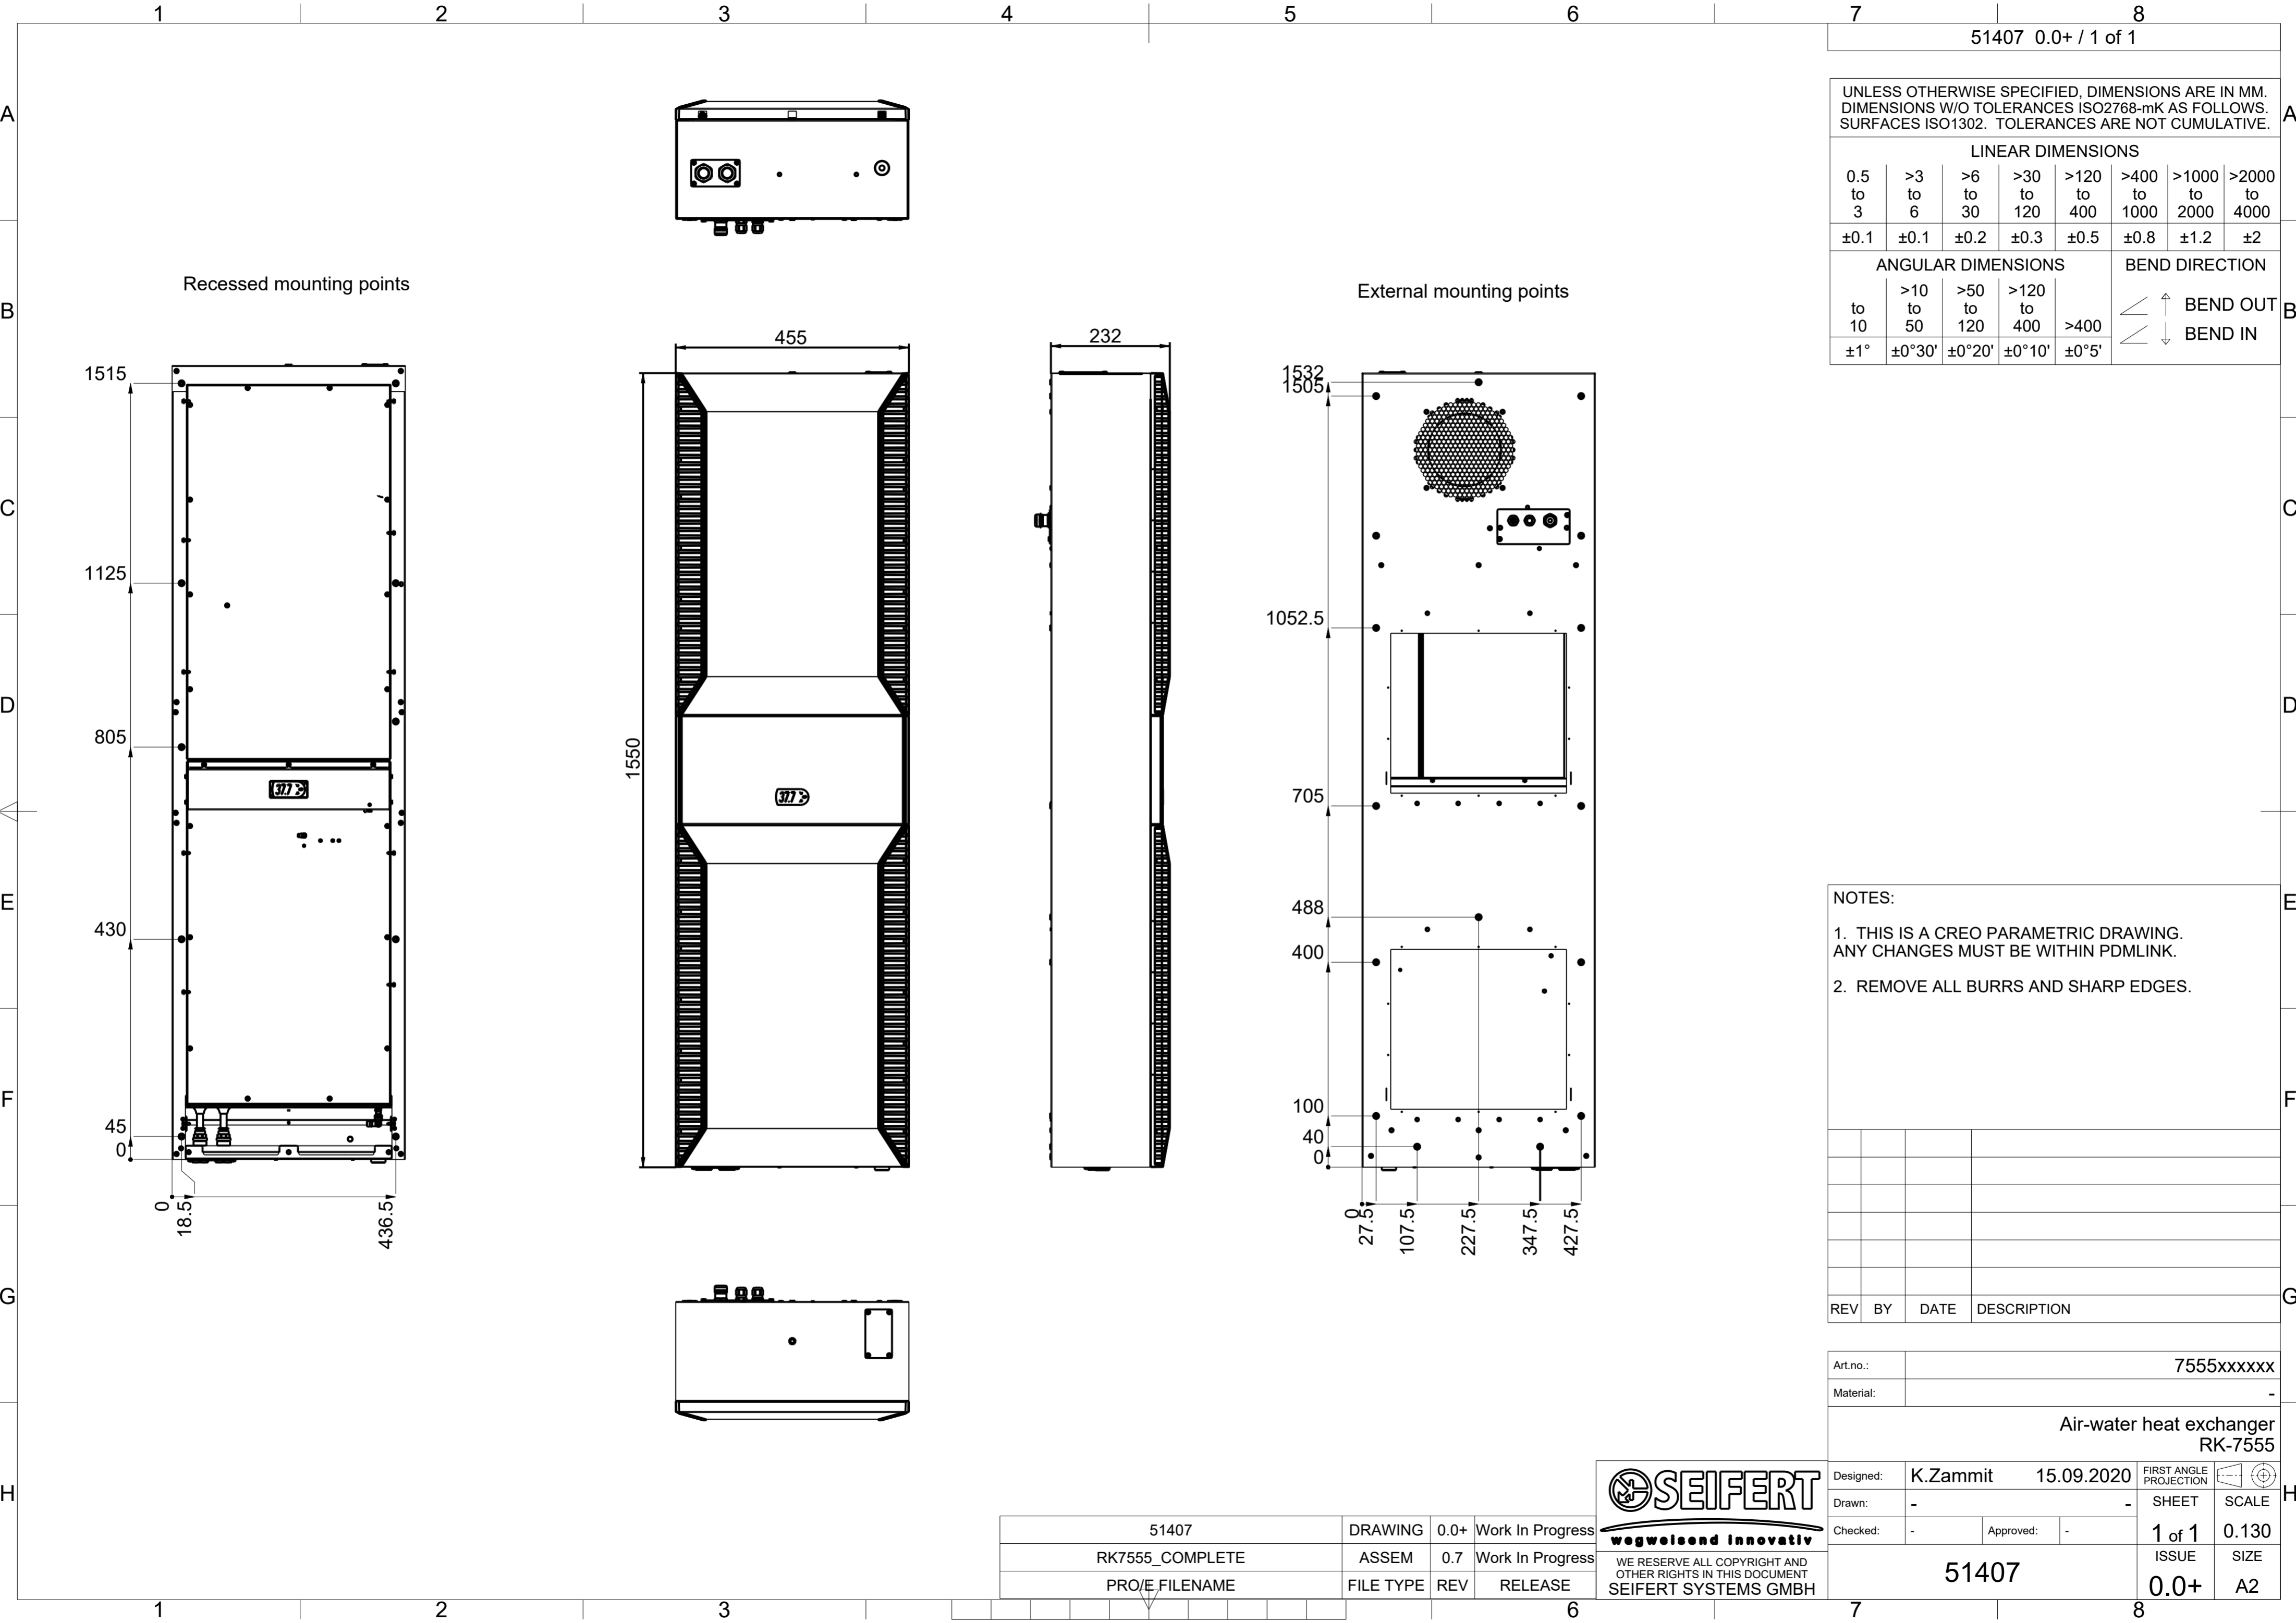 1 2 3 4 5 6 7 8
51407 0.0+ / 1 of 1
A
A
UNLESS OTHERWISE SPECIFIED, DIMENSIONS ARE IN MM.
DIMENSIONS W/O TOLERANCES ISO2768-mK AS FOLLOWS.
SURFACES ISO1302. TOLERANCES ARE NOT CUMULATIVE.
LINEAR DIMENSIONS
0.5 >3 >6 >30 >120 >400 >1000 >2000
to to to to to to to to
3 6 30 120 400 1000 2000 4000
±0.1 ±0.1 ±0.2 ±0.3 ±0.5 ±0.8 ±1.2 ±2
ANGULAR DIMENSIONS
BEND DIRECTION
>10 >50 >120
to to to to
10 50 120 400 >400
±1° ±0°30' ±0°20' ±0°10' ±0°5'
BEND OUT
BEND IN
B
B
Recessed mounting points
1515
1125
805
430
45
0
0
18.5
436.5
37.7
455
1550
37.7
232
External mounting points
1532
1505
1052.5
705
488
400
100
40
0
0
27.5
107.5
227.5
347.5
427.5
C
C
D
D
E
E
NOTES:
1. THIS IS A CREO PARAMETRIC DRAWING.
ANY CHANGES MUST BE WITHIN PDMLINK.
2. REMOVE ALL BURRS AND SHARP EDGES.
F
F
G
G
REV BY DATE DESCRIPTION
Art.no.: 7555xxxxxx
Material: -
Air-water heat exchanger
RK-7555
H
H
Designed: K.Zammit 15.09.2020 FIRST ANGLE
PROJECTION
Drawn: - - SHEET SCALE
Checked: - Approved: - 1 of 1 0.130
51407 ISSUE SIZE
0.0+ A2
SEIFERT
wegweisend innovativ
WE RESERVE ALL COPYRIGHT AND
OTHER RIGHTS IN THIS DOCUMENT
SEIFERT SYSTEMS GMBH
51407 DRAWING 0.0+ Work In Progress
RK7555_COMPLETE ASSEM 0.7 Work In Progress
PRO/E FILENAME FILE TYPE REV RELEASE
1 2 3 6 7 8